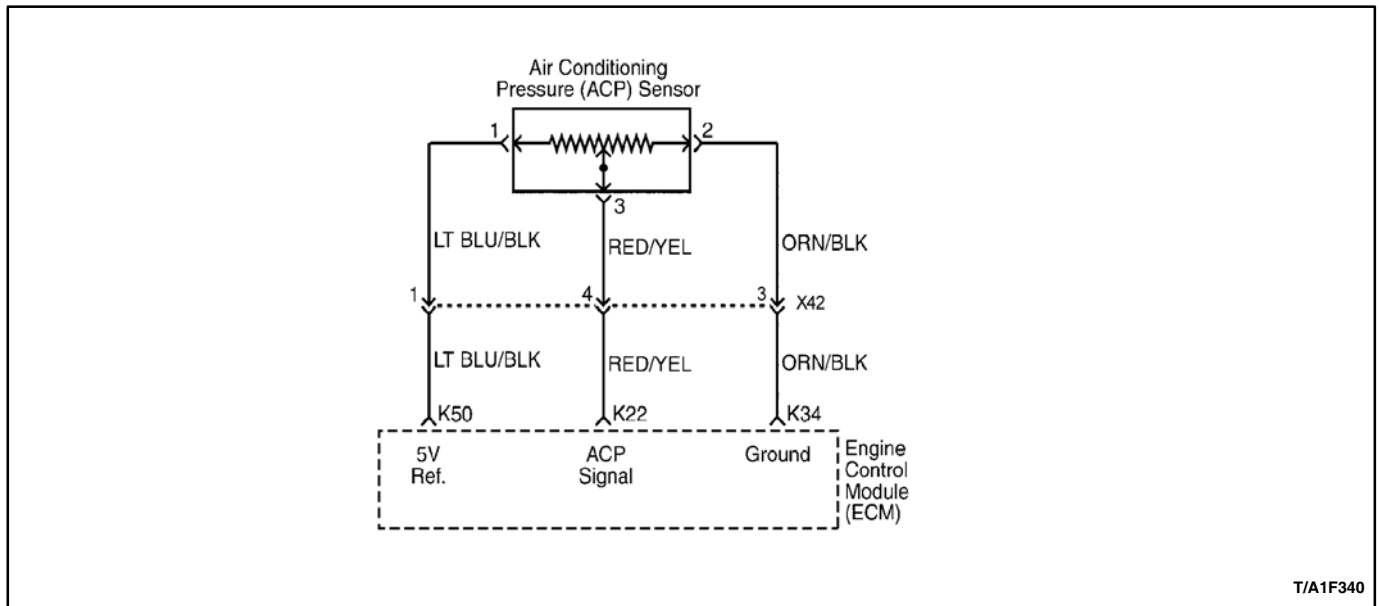 Air Conditioning
Pressure (ACP) Sensor
1
2
3
LT BLU/BLK
RED/YEL
ORN/BLK
1
4
3
X42
LT BLU/BLK
RED/YEL
ORN/BLK
K50
K22
K34
5V
Ref.
ACP
Signal
Ground
Engine
Control
Module
(ECM)
T/A1F340